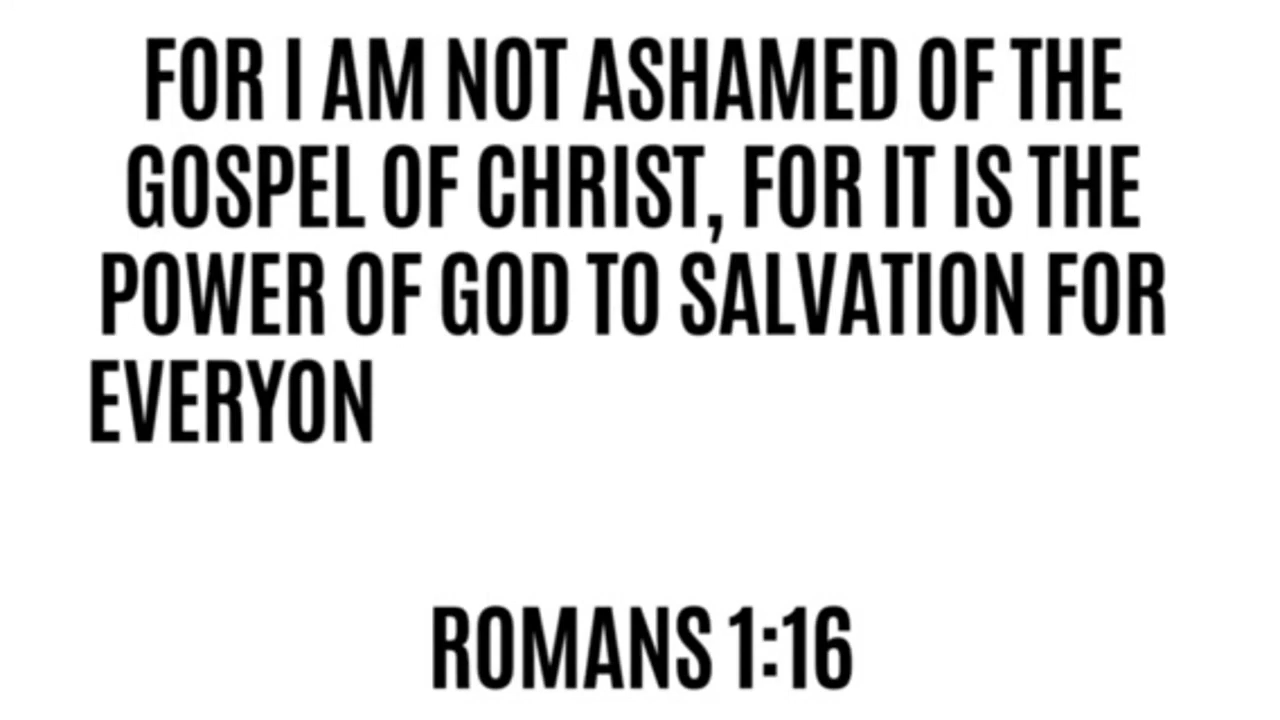 FOR I AM NOT ASHAMED OF THE
GOSPEL OF CHRIST, FOR IT IS THE
POWER OF GOD TO SALVATION FOR
EVERYON
ROMANS 1:16